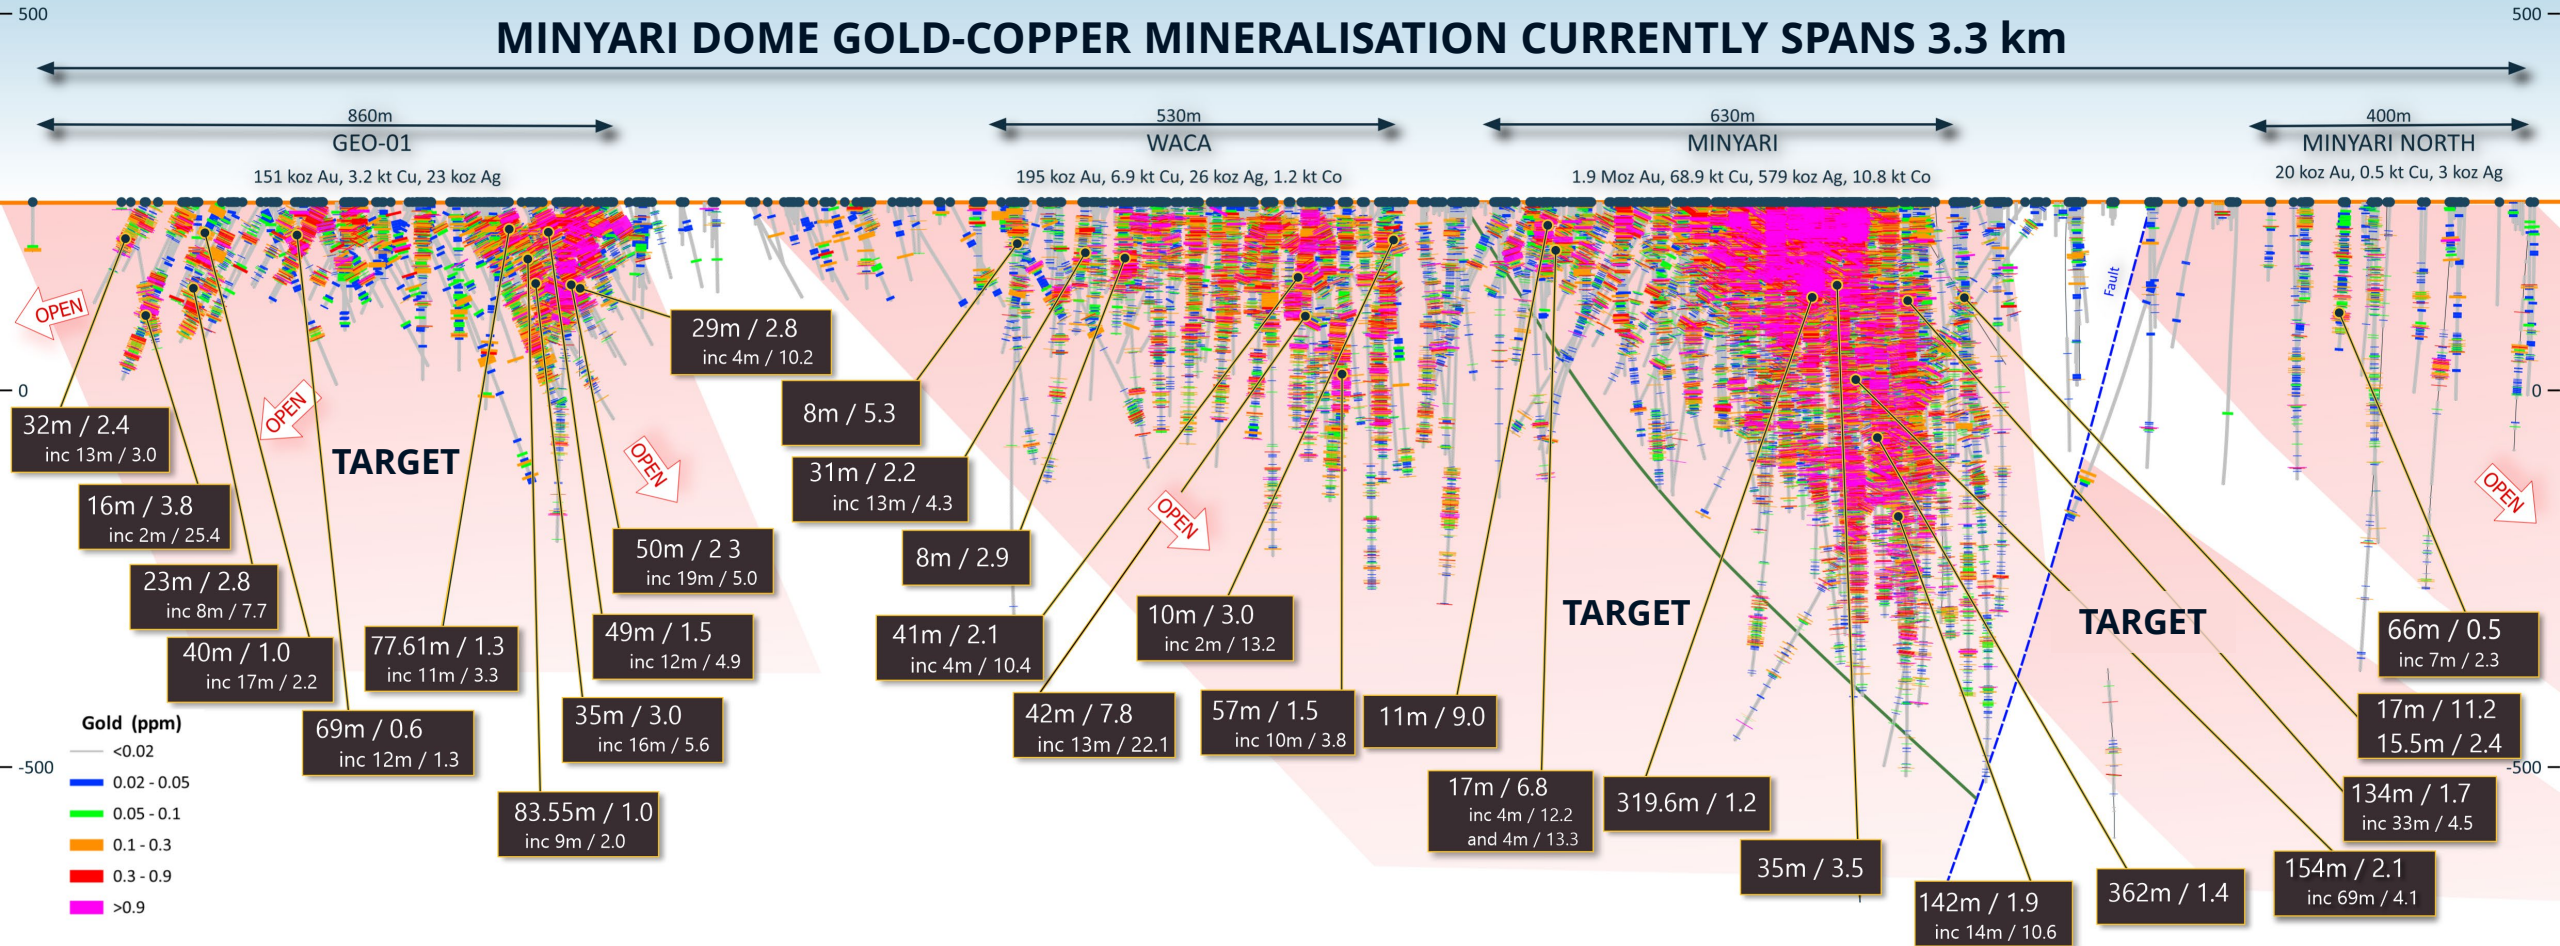 500
500
MINYARI DOME GOLD-COPPER MINERALISATION CURRENTLY SPANS 3.3 km
860m
GEO-01
151 koz Au, 3.2 kt Cu, 23 koz Ag
530m
WACA
195 koz Au, 6.9 kt Cu, 26 koz Ag, 1.2 kt Co
630m
MINYARI
1.9 Moz Au, 68.9 kt Cu, 579 koz Ag, 10.8 kt Co
400m
MINYARI NORTH
20 koz Au, 0.5 kt Cu, 3 koz Ag
OPEN
OPEN
OPEN
OPEN
OPEN
Fault
0
0
TARGET
TARGET
TARGET
32m / 2.4
inc 13m / 3.0
16m / 3.8
inc 2m / 25.4
23m / 2.8
inc 8m / 7.7
40m / 1.0
inc 17m / 2.2
69m / 0.6
inc 12m / 1.3
77.61m / 1.3
inc 11m / 3.3
83.55m / 1.0
inc 9m / 2.0
35m / 3.0
inc 16m / 5.6
49m / 1.5
inc 12m / 4.9
50m / 2 3
inc 19m / 5.0
29m / 2.8
inc 4m / 10.2
8m / 5.3
31m / 2.2
inc 13m / 4.3
8m / 2.9
41m / 2.1
inc 4m / 10.4
42m / 7.8
inc 13m / 22.1
10m / 3.0
inc 2m / 13.2
57m / 1.5
inc 10m / 3.8
11m / 9.0
17m / 6.8
inc 4m / 12.2
and 4m / 13.3
319.6m / 1.2
35m / 3.5
142m / 1.9
inc 14m / 10.6
362m / 1.4
154m / 2.1
inc 69m / 4.1
134m / 1.7
inc 33m / 4.5
17m / 11.2
15.5m / 2.4
66m / 0.5
inc 7m / 2.3
-500
-500
Gold (ppm)
<0.02
0.02 - 0.05
0.05 - 0.1
0.1 - 0.3
0.3 - 0.9
>0.9